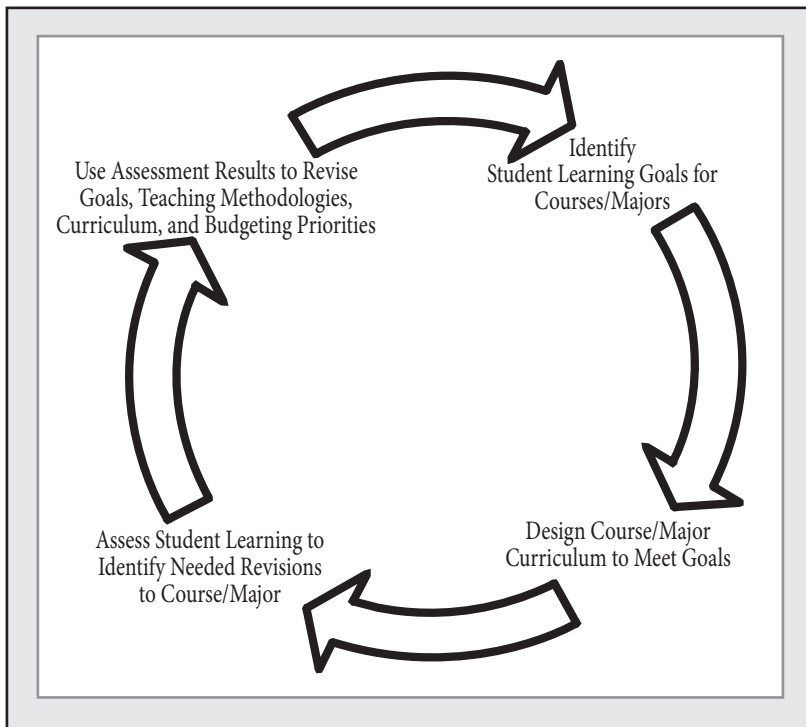 Identify
Student Learning Goals for
Courses/Majors
Design Course/Major
Curriculum to Meet Goals
Assess Student Learning to
Identify Needed Revisions
to Course/Major
Use Assessment Results to Revise
Goals, Teaching Methodologies,
Curriculum, and Budgeting Priorities